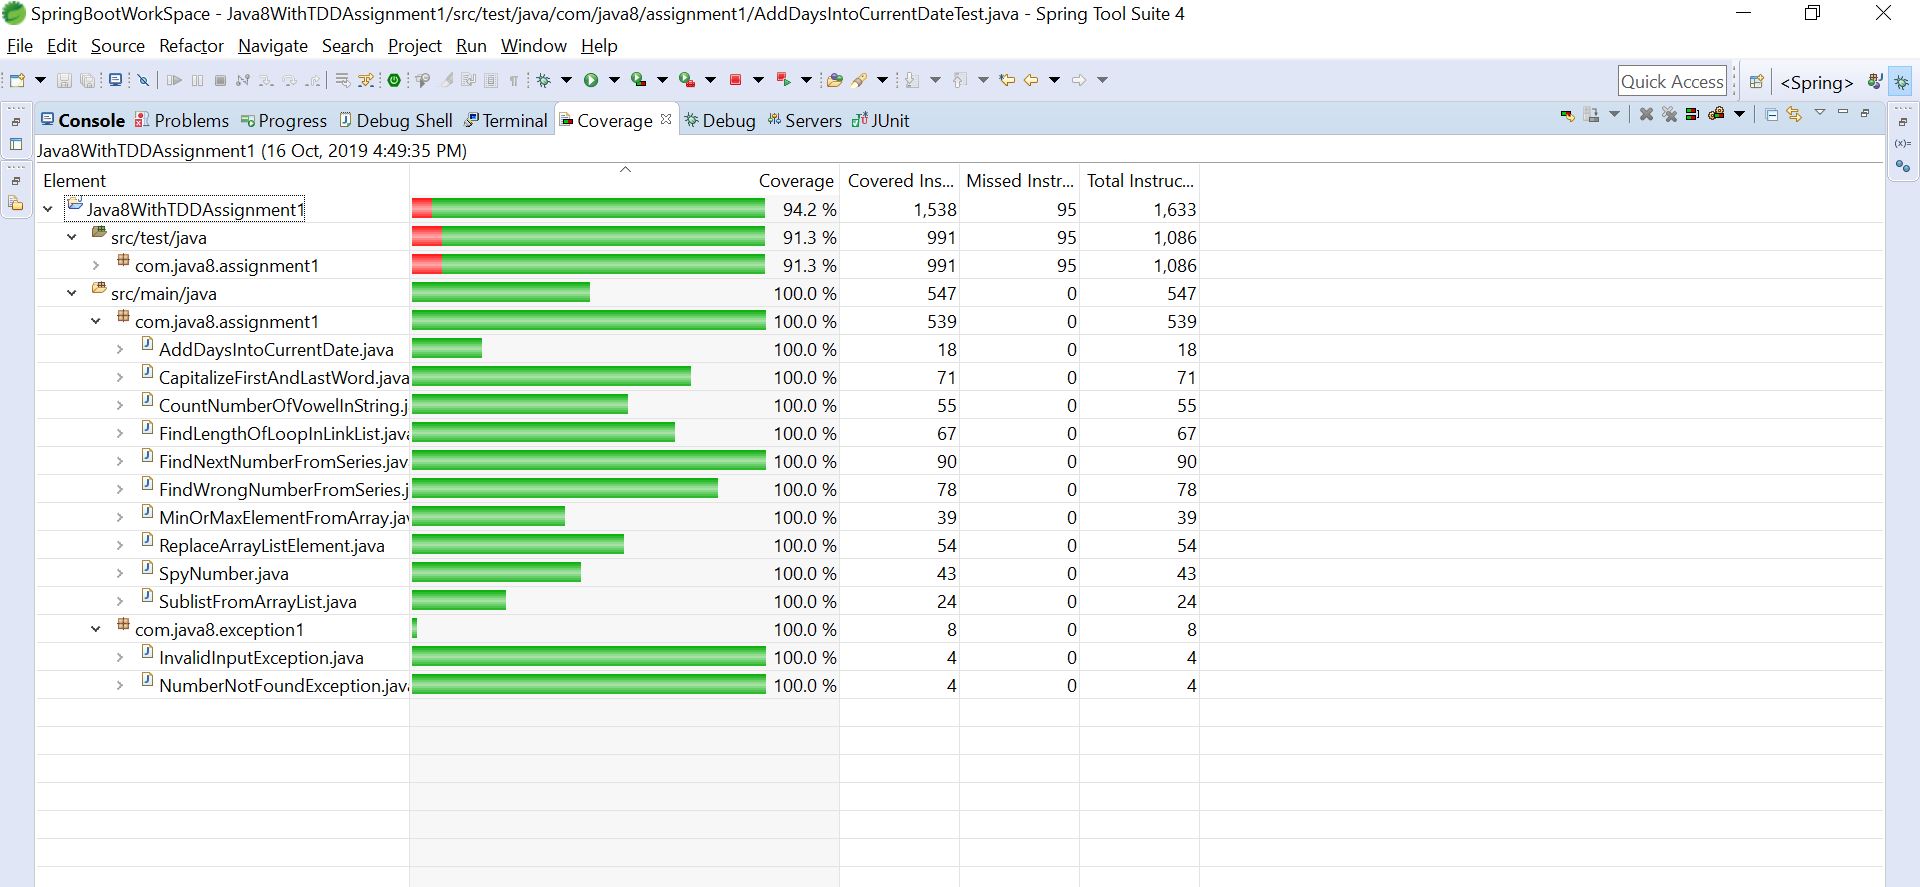 SpringBootWorkSpace - Java8WithTDDAssignment1/src/test/java/com/java8/assignment1/AddDaysIntoCurrentDateTest.java - Spring Tool Suite 4
File Edit Source Refactor Navigate Search Project Run Window Help
Quick Access <Spring>
Console Problems Progress Debug Shell Terminal Coverage Debug Servers JUnit
Java8WithTDDAssignment1 (16 Oct, 2019 4:49:35 PM)
Element Coverage Covered Ins... Missed Instr... Total Instruc...
Java8WithTDDAssignment1 94.2 % 1,538 95 1,633
src/test/java 91.3 % 991 95 1,086
com.java8.assignment1 91.3 % 991 95 1,086
src/main/java 100.0 % 547 0 547
com.java8.assignment1 100.0 % 539 0 539
AddDaysIntoCurrentDate.java 100.0 % 18 0 18
CapitalizeFirstAndLastWord.java 100.0 % 71 0 71
CountNumberOfVowelInString.j 100.0 % 55 0 55
FindLengthOfLoopInLinkList.java 100.0 % 67 0 67
FindNextNumberFromSeries.jav 100.0 % 90 0 90
FindWrongNumberFromSeries.j 100.0 % 78 0 78
MinOrMaxElementFromArray.jav 100.0 % 39 0 39
ReplaceArrayListElement.java 100.0 % 54 0 54
SpyNumber.java 100.0 % 43 0 43
SublistFromArrayList.java 100.0 % 24 0 24
com.java8.exception1 100.0 % 8 0 8
InvalidInputException.java 100.0 % 4 0 4
NumberNotFoundException.java 100.0 % 4 0 4